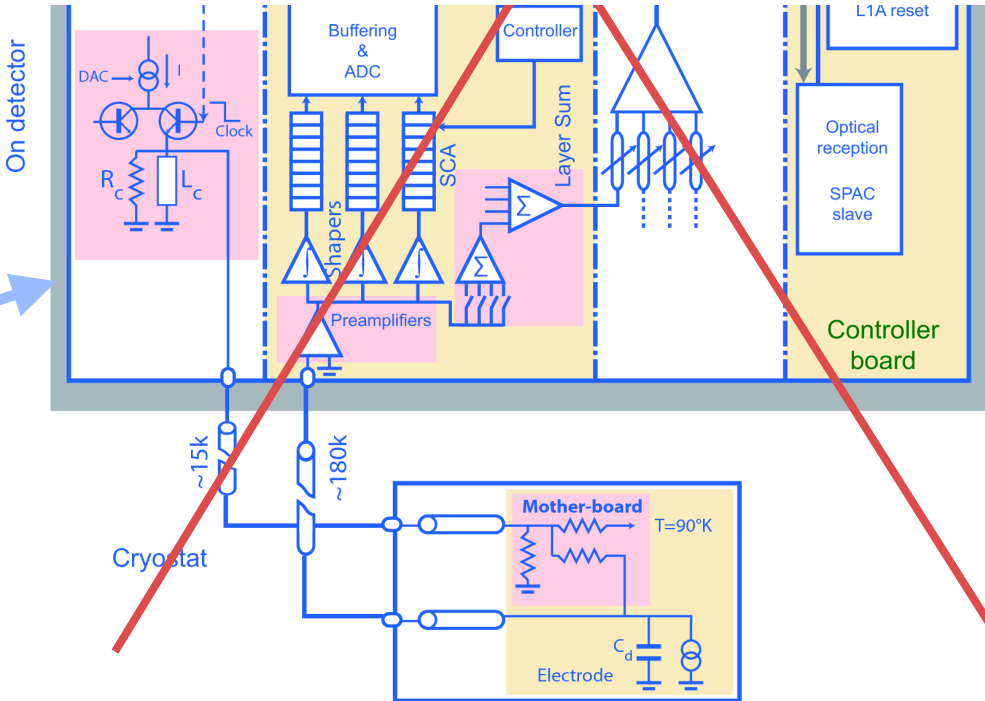 On detector
DAC
I
Clock
R
c
L
c
Buffering
&
ADC
Controller
SCA
Shapers
Layer Sum
∫
∫
∫
Σ
Σ
Preamplifiers
L1A reset
Optical
reception
SPAC
slave
Controller
board
~15k
~180k
Cryostat
Mother-board
T=90°K
C
d
Electrode